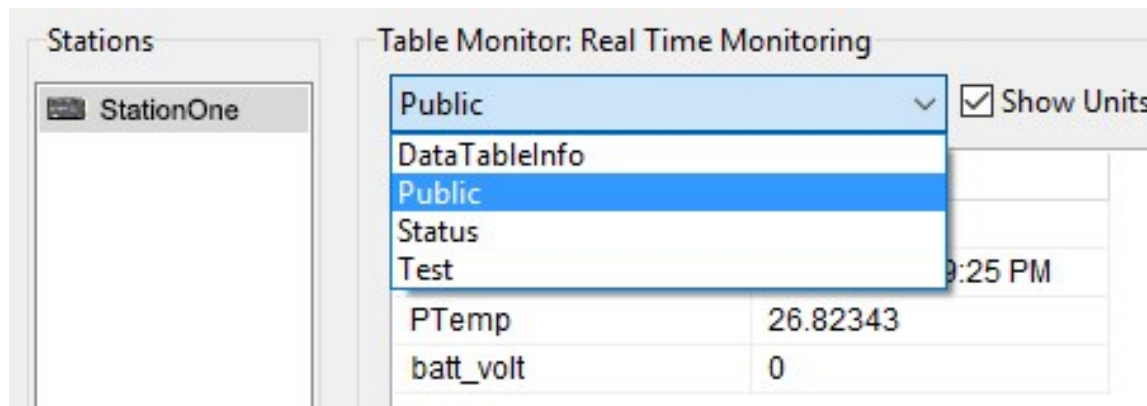 Stations
Table Monitor: Real Time Monitoring
StationOne
Public
Show Units
DataTableInfo
Public
Status
Test
:25 PM
PTemp 26.82343
batt_volt 0